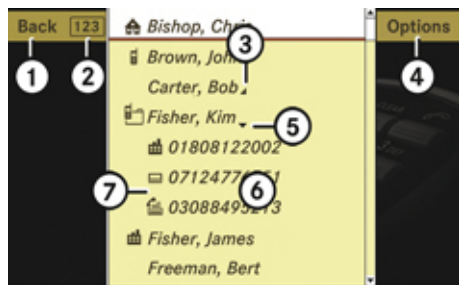 Back 123 Options
Bishop, Chris
Brown, John
Carter, Bob
Fisher, Kim
01808122002
03088495213
Fisher, James
Freeman, Bert
1
2
3
4
5
6
7